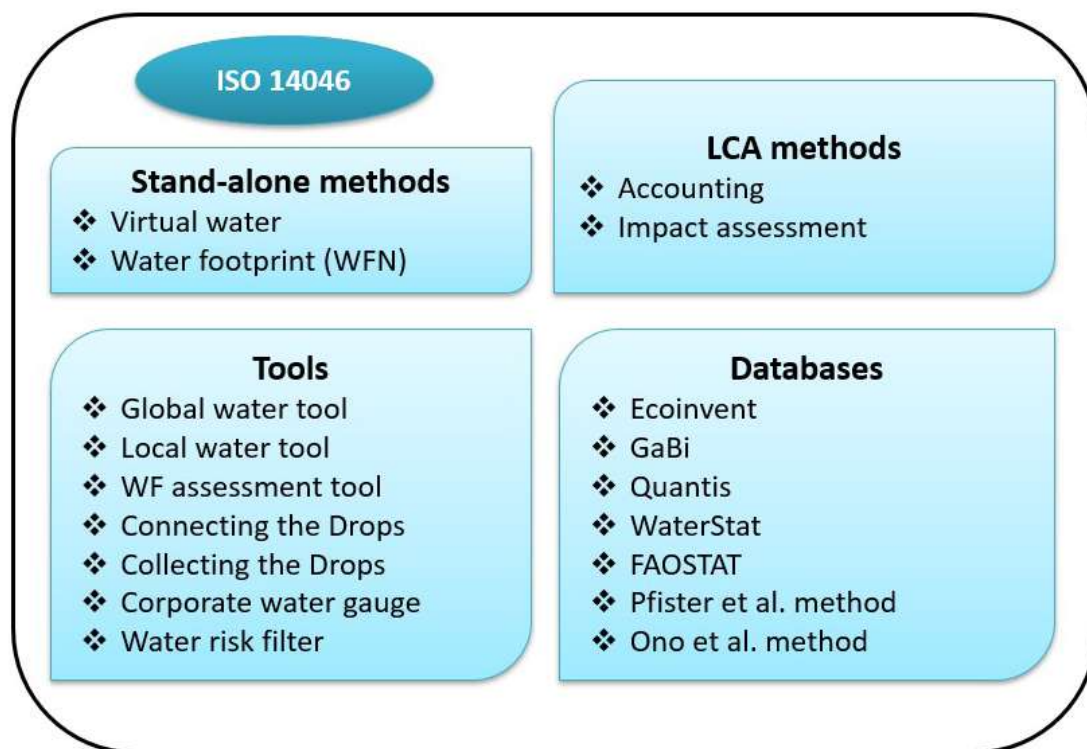 ISO 14046
Stand-alone methods
❖ Virtual water
❖ Water footprint (WFN)
LCA methods
❖ Accounting
❖ Impact assessment
Tools
❖ Global water tool
❖ Local water tool
❖ WF assessment tool
❖ Connecting the Drops
❖ Collecting the Drops
❖ Corporate water gauge
❖ Water risk filter
Databases
❖ Ecoinvent
❖ GaBi
❖ Quantis
❖ WaterStat
❖ FAOSTAT
❖ Pfister et al. method
❖ Ono et al. method